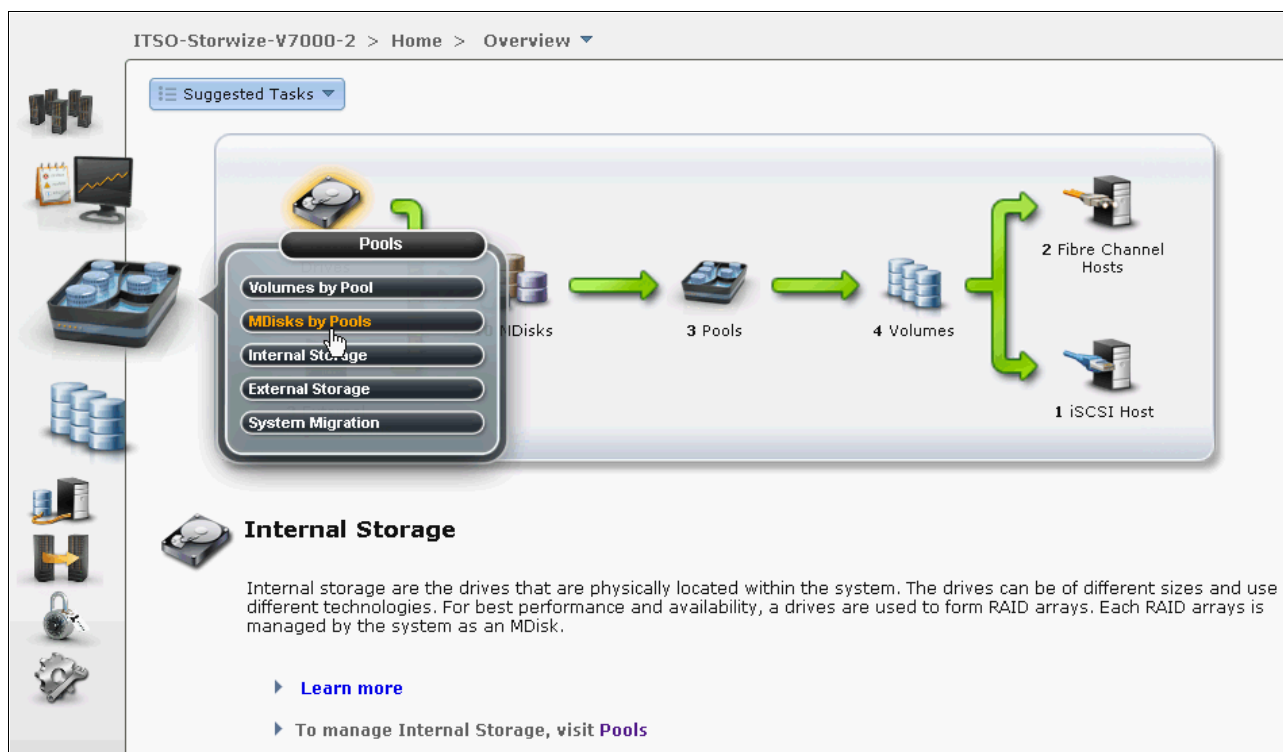 ITSO-Storwize-V7000-2 > Home > Overview
Suggested Tasks
Pools
Volumes by Pool
MDisks by Pools
Internal Storage
External Storage
System Migration
MDisks
3 Pools
4 Volumes
2 Fibre Channel
Hosts
1 iSCSI Host
Internal Storage
Internal storage are the drives that are physically located within the system. The drives can be of different sizes and use
different technologies. For best performance and availability, a drives are used to form RAID arrays. Each RAID arrays is
managed by the system as an MDisk.
Learn more
To manage Internal Storage, visit Pools